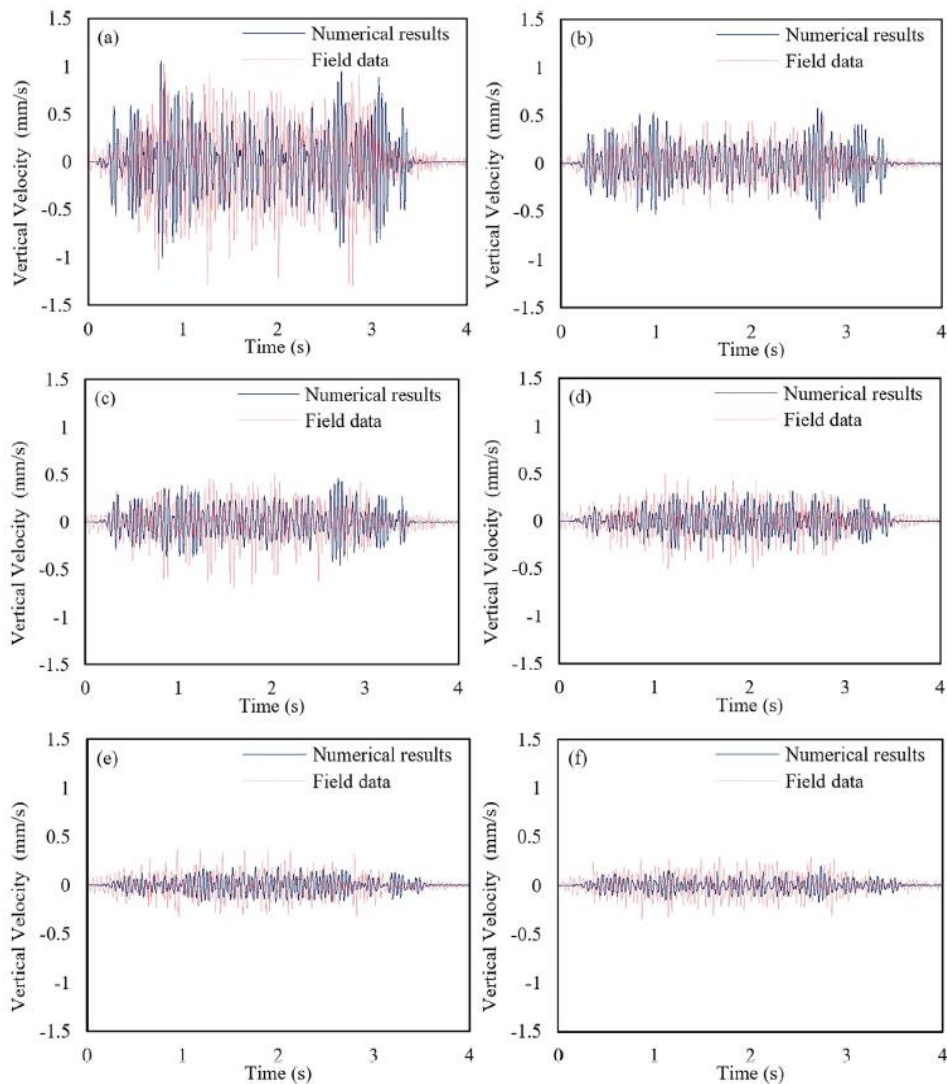 (a)
Numerical results
Field data
1.5
1
0.5
0
-0.5
-1
-1.5
Vertical Velocity (mm/s)
0 1 2 3 4
Time (s)
(b)
Numerical results
Field data
1.5
1
0.5
0
-0.5
-1
-1.5
Vertical Velocity (mm/s)
0 1 2 3 4
Time (s)
(c)
Numerical results
Field data
1.5
1
0.5
0
-0.5
-1
-1.5
Vertical Velocity (mm/s)
0 1 2 3 4
Time (s)
(d)
Numerical results
Field data
1.5
1
0.5
0
-0.5
-1
-1.5
Vertical Velocity (mm/s)
0 1 2 3 4
Time (s)
(e)
Numerical results
Field data
1.5
1
0.5
0
-0.5
-1
-1.5
Vertical Velocity (mm/s)
0 1 2 3 4
Time (s)
(f)
Numerical results
Field data
1.5
1
0.5
0
-0.5
-1
-1.5
Vertical Velocity (mm/s)
0 1 2 3 4
Time (s)